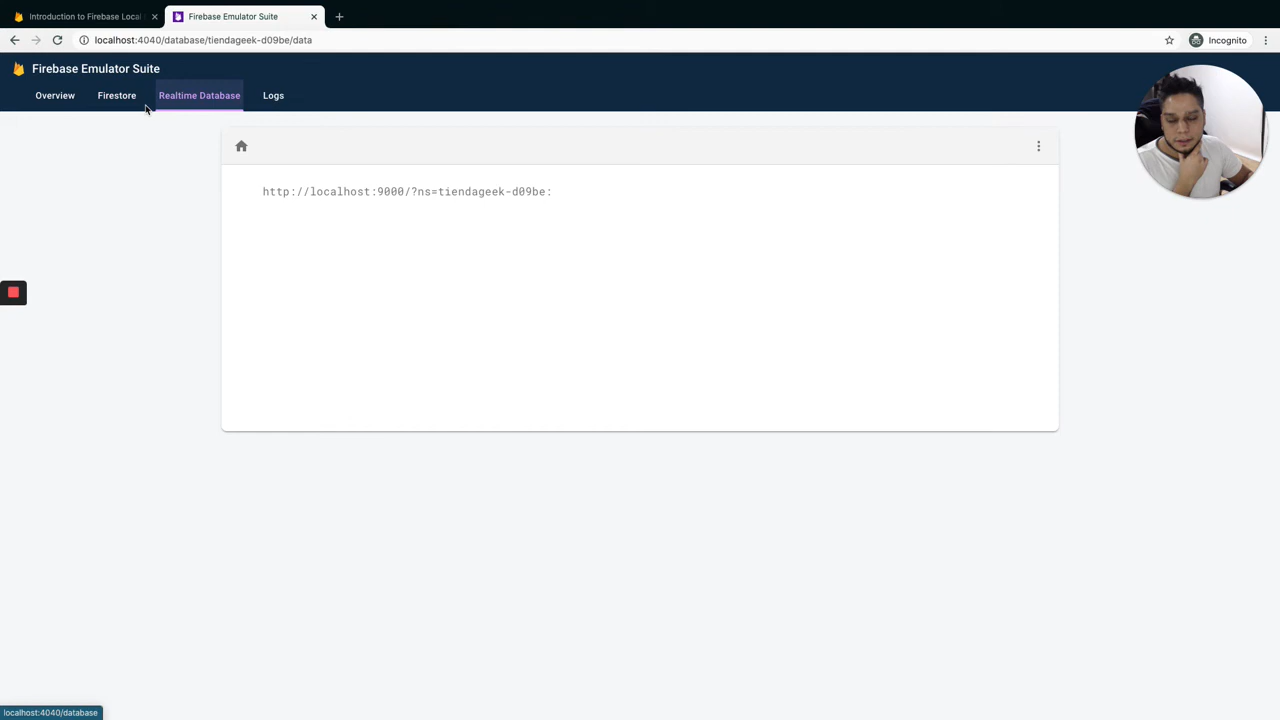 Introduction to Firebase Local
Firebase Emulator Suite
localhost:4040/database/tiendageek-d09be/data
Incognito
Firebase Emulator Suite
Overview
Firestore
Realtime Database
Logs
http://localhost:9000/?ns=tiendageek-d09be:
localhost:4040/database